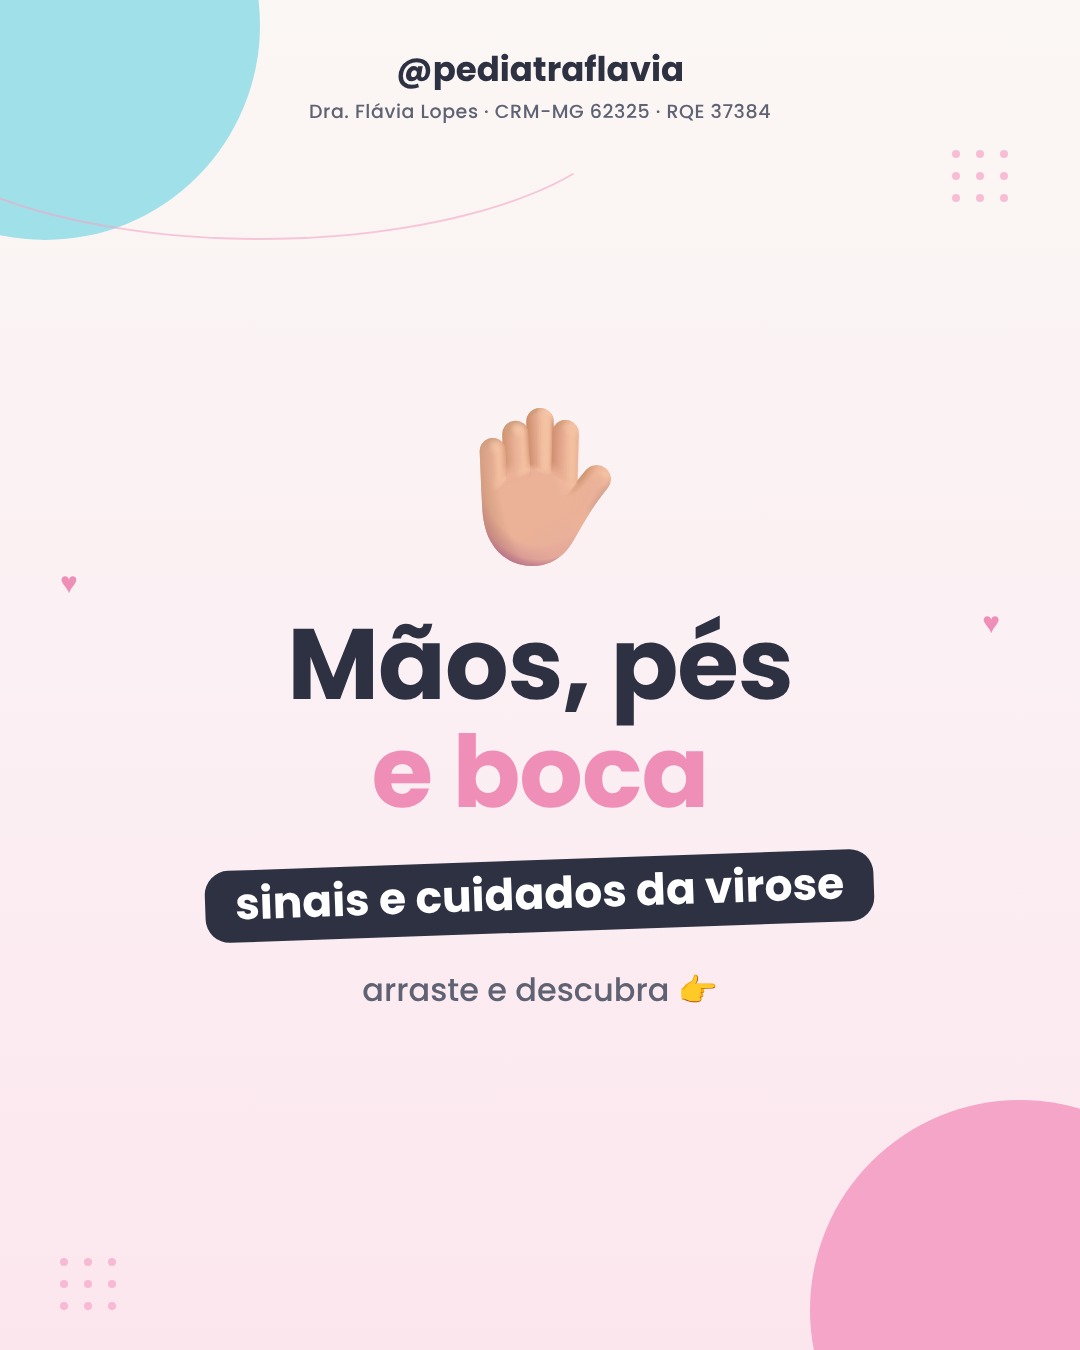 @pediatraflavia
Dra. Flávia Lopes · CRM-MG 62325 · RQE 37384
Mãos, pés
e boca
sinais e cuidados da virose
arraste e descubra 👉